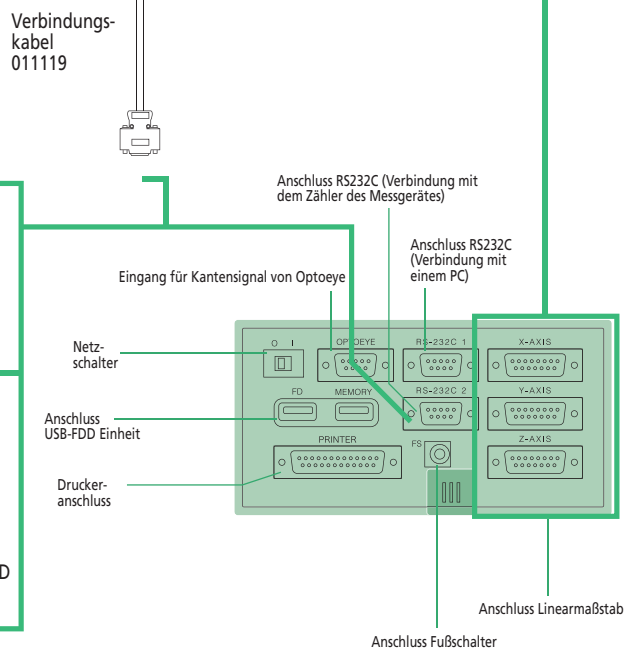 Verbindungs-
kabel
011119
Anschluss RS232C (Verbindung mit
dem Zähler des Messgerätes)
Anschluss RS232C
(Verbindung mit
einem PC)
Eingang für Kantensignal von Optoeye
Netz-
schalter
O I
OPTOEYE
RS-232C 1
X-AXIS
FD
MEMORY
RS-232C 2
Y-AXIS
Anschluss
USB-FDD Einheit
PRINTER
FS
Z-AXIS
Drucker-
anschluss
D
Anschluss Linearmaßstab
Anschluss Fußschalter